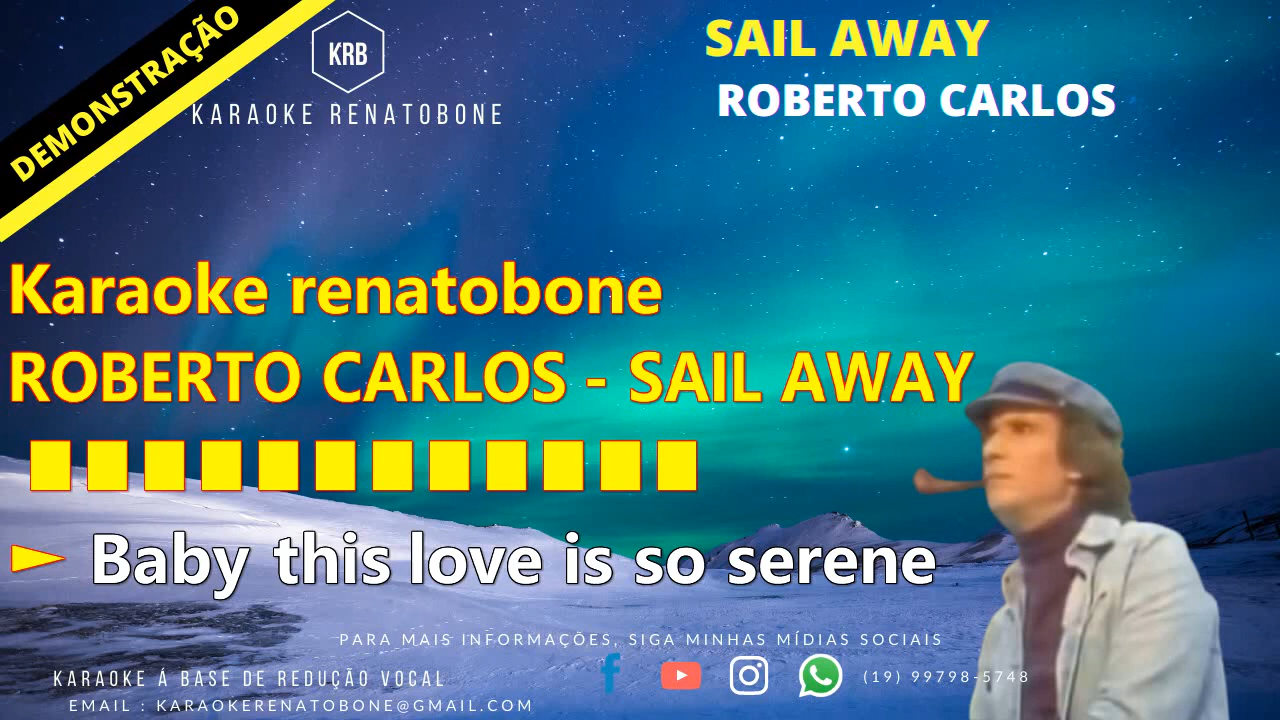 DEMONSTRAÇÃO
KRB
KARAOKE RENATOBONE
SAIL AWAY
ROBERTO CARLOS
Karaoke renatobone
ROBERTO CARLOS - SAIL AWAY
Baby this love is so serene
PARA MAIS INFORMAÇÕES, SIGA MINHAS MÍDIAS SOCIAIS
KARAOKE Á BASE DE REDUÇÃO VOCAL
(19) 99798-5748
EMAIL : KARAOKERENATOBONE@GMAIL.COM